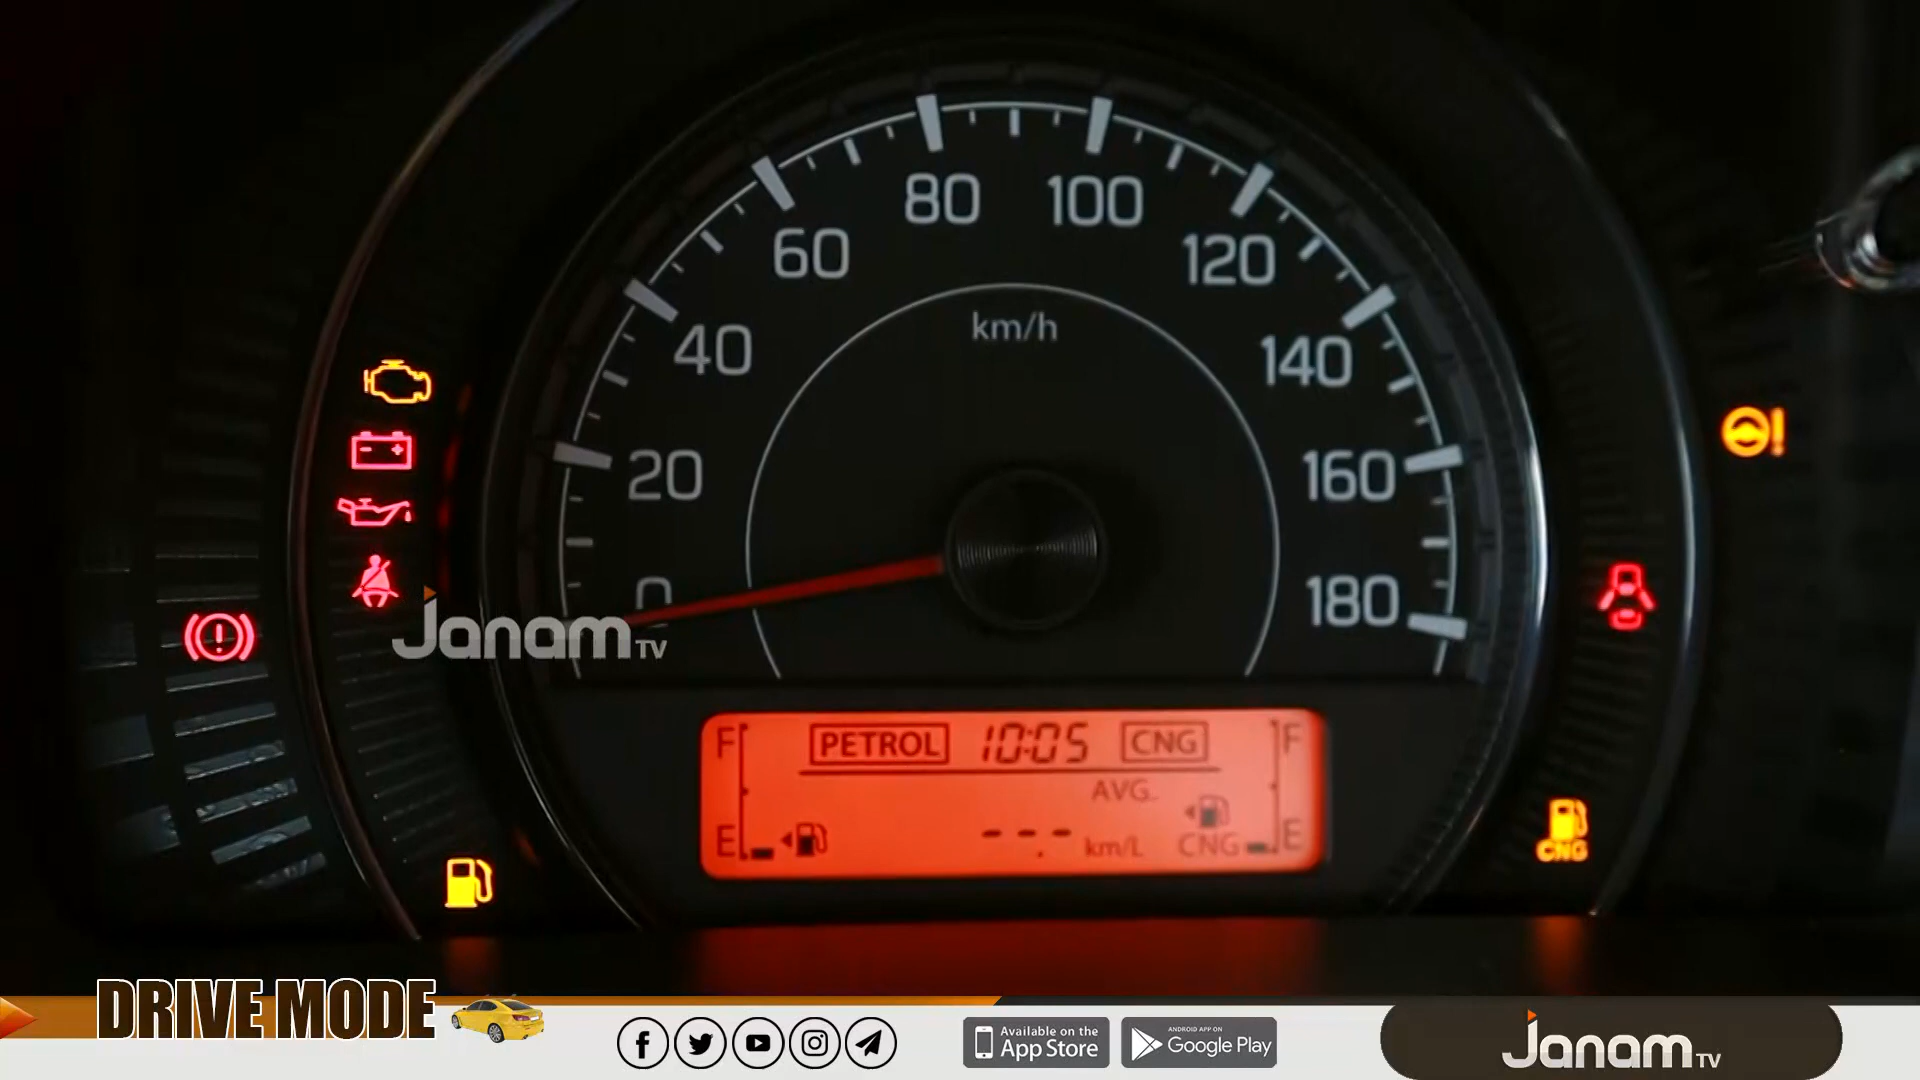 80 100
60 120
km/h
40 140
20 160
0 180
Janam TV
F PETROL 10:05 CNG F
AVG.
E --.- km/L CNG E
CNG
DRIVE MODE
Available on the
App Store
ANDROID APP ON
Google Play
Janam TV